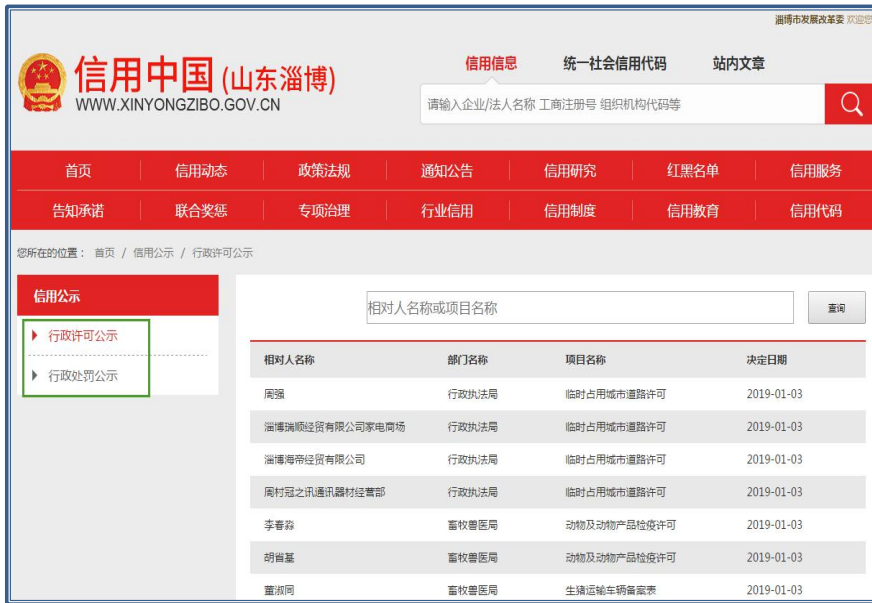 淄博市发展改革委 欢迎您
信用中国(山东淄博)
WWW.XINYONGZIBO.GOV.CN
信用信息 统一社会信用代码 站内文章
请输入企业/法人名称 工商注册号 组织机构代码等
首页 信用动态 政策法规 通知公告 信用研究 红黑名单 信用服务
告知承诺 联合奖惩 专项治理 行业信用 信用制度 信用教育 信用代码
您所在的位置: 首页 / 信用公示 / 行政许可公示
信用公示
行政许可公示
行政处罚公示
相对人名称或项目名称 查询
相对人名称 部门名称 项目名称 决定日期
周强 行政执法局 临时占用城市道路许可 2019-01-03
淄博瑞顺经贸有限公司家电商场 行政执法局 临时占用城市道路许可 2019-01-03
淄博海帝经贸有限公司 行政执法局 临时占用城市道路许可 2019-01-03
周村冠之讯通讯器材经营部 行政执法局 临时占用城市道路许可 2019-01-03
李春淼 畜牧兽医局 动物及动物产品检疫许可 2019-01-03
胡省基 畜牧兽医局 动物及动物产品检疫许可 2019-01-03
董淑同 畜牧兽医局 生猪运输车辆备案表 2019-01-03